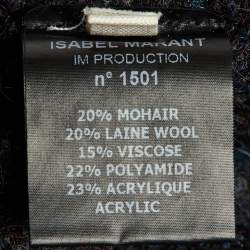 ISABEL MARANT
IM PRODUCTION
n° 1501
20% MOHAIR
20% LAINE WOOL
15% VISCOSE
22% POLYAMIDE
23% ACRYLIQUE
ACRYLIC